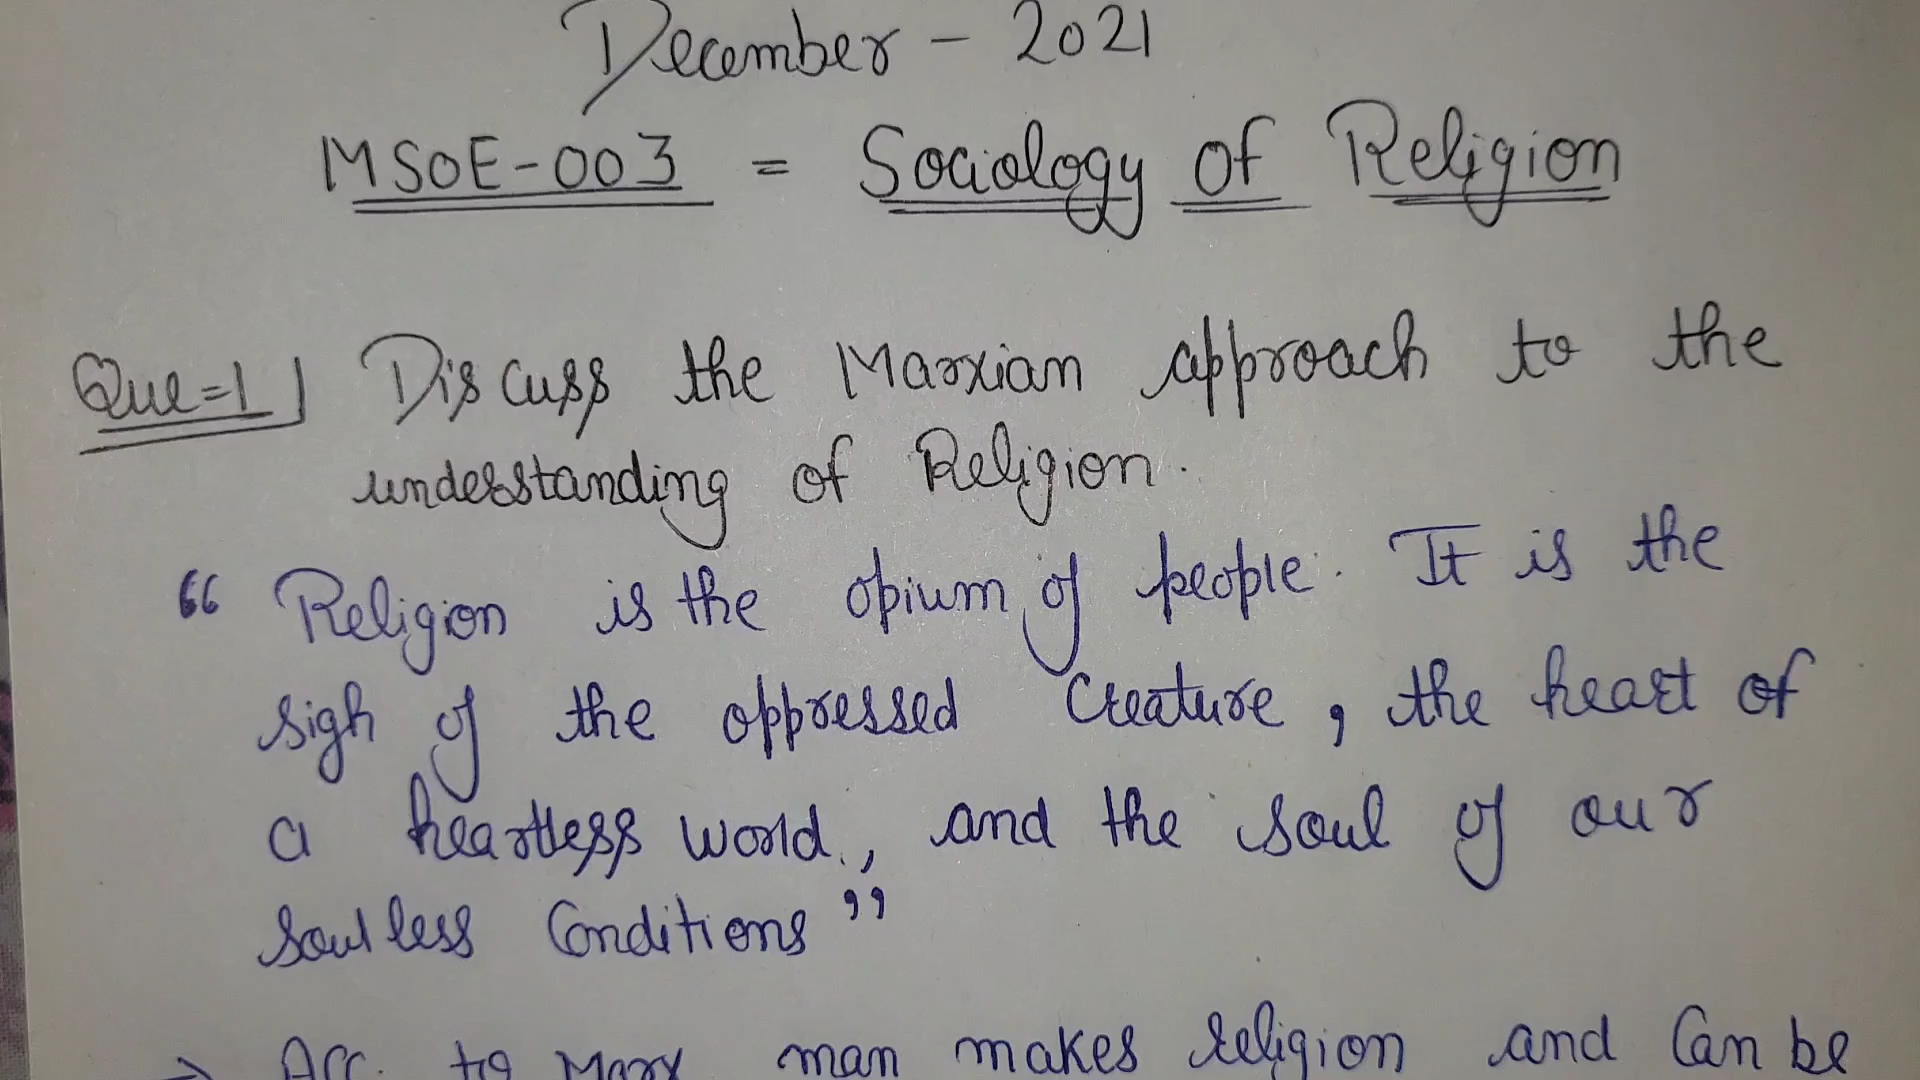 December - 2021
MSOE-003 = Sociology of Religion
Que=1) Discuss the Marxian approach to the
understanding of Religion.
“ Religion is the opium of people. It is the
sigh of the oppressed Creature, the heart of
a heartless world, and the soul of our
soulless Conditions ”
→ Acc. to Marx man makes religion and Can be